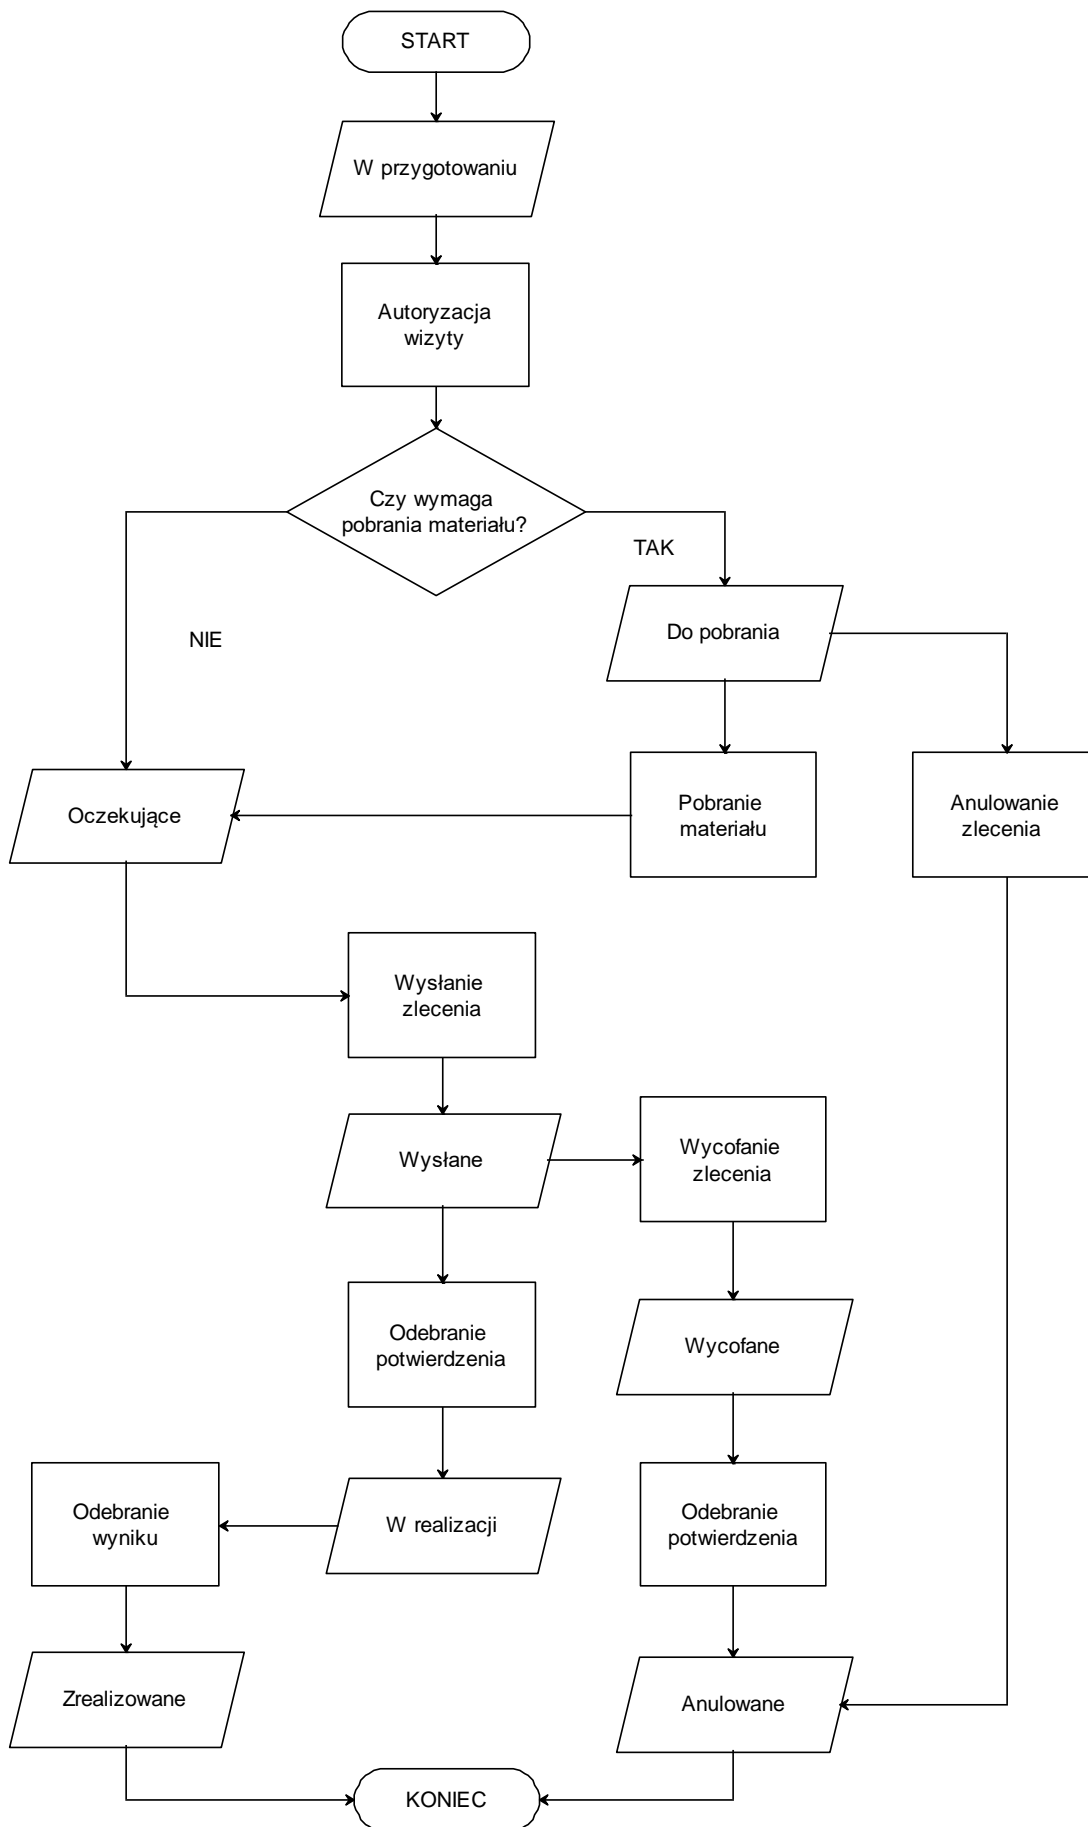 START
W przygotowaniu
Autoryzacja
wizyty
Czy wymaga
pobrania materiału?
TAK
NIE
Do pobrania
Oczekujące
Pobranie
materiału
Anulowanie
zlecenia
Wysłanie
zlecenia
Wysłane
Wycofanie
zlecenia
Odebranie
potwierdzenia
Wycofane
Odebranie
wyniku
W realizacji
Odebranie
potwierdzenia
Zrealizowane
Anulowane
KONIEC